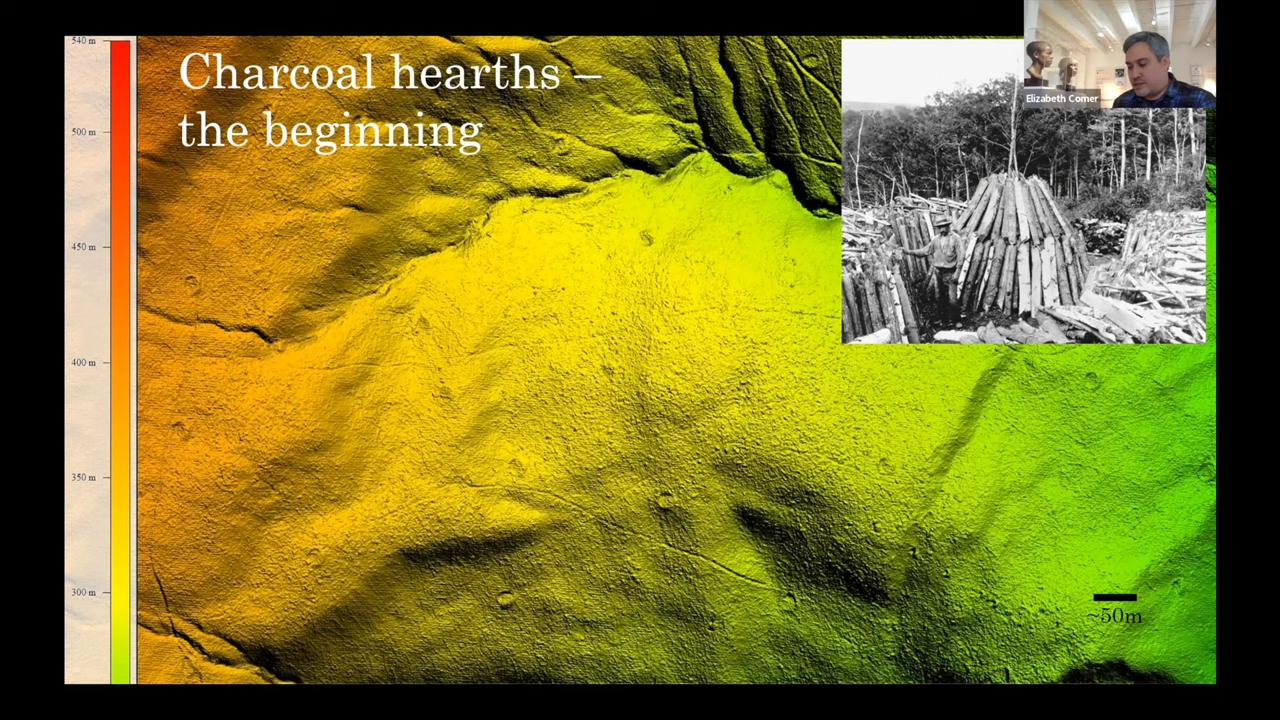 540 m
500 m
450 m
400 m
350 m
300 m
Charcoal hearths –
the beginning
Elizabeth Comer
~50m